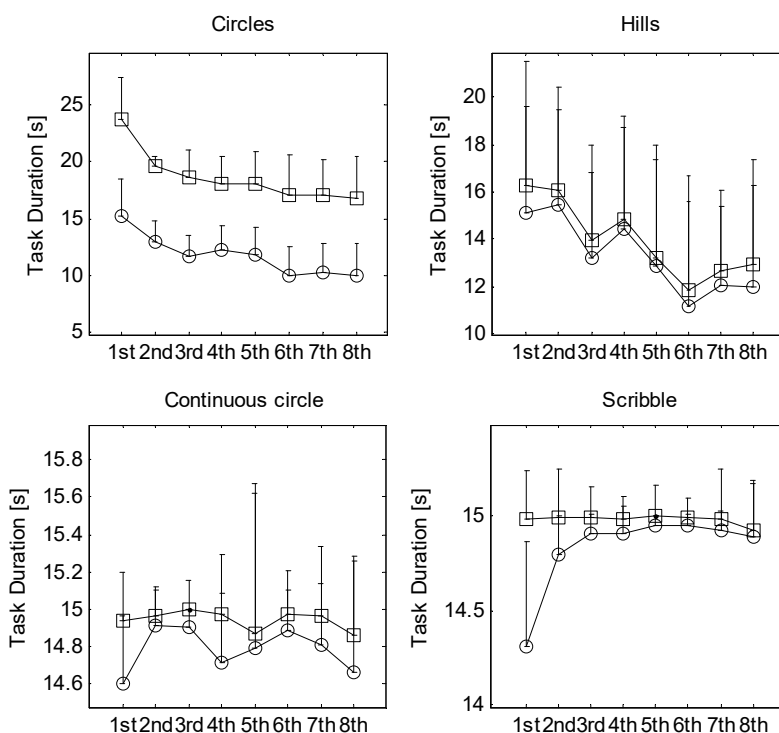 Circles
Task Duration [s]
25
20
15
10
5
1st 2nd 3rd 4th 5th 6th 7th 8th
Hills
Task Duration [s]
20
18
16
14
12
10
1st 2nd 3rd 4th 5th 6th 7th 8th
Continuous circle
Task Duration [s]
15.8
15.6
15.4
15.2
15
14.8
14.6
1st 2nd 3rd 4th 5th 6th 7th 8th
Scribble
Task Duration [s]
15
14.5
14
1st 2nd 3rd 4th 5th 6th 7th 8th